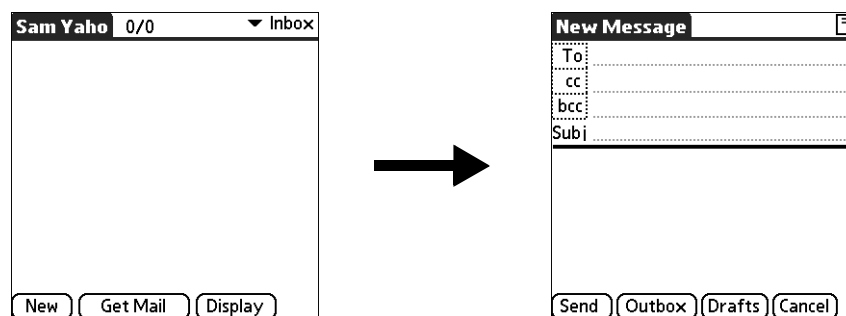 Sam Yaho 0/0 Inbox
New Get Mail Display
New Message
To
cc
bcc
Subj
Send Outbox Drafts Cancel